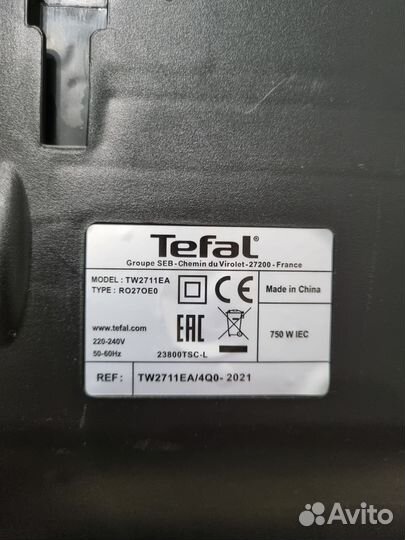 Tefal®
Groupe SEB - Chemin du Virolet - 27200 - France
MODEL : TW2711EA
TYPE : RO27OE0
CE
Made in China
www.tefal.com
220-240V
50-60Hz
EAC
23800TSC-L
750 W IEC
REF : TW2711EA/4Q0- 2021
Avito